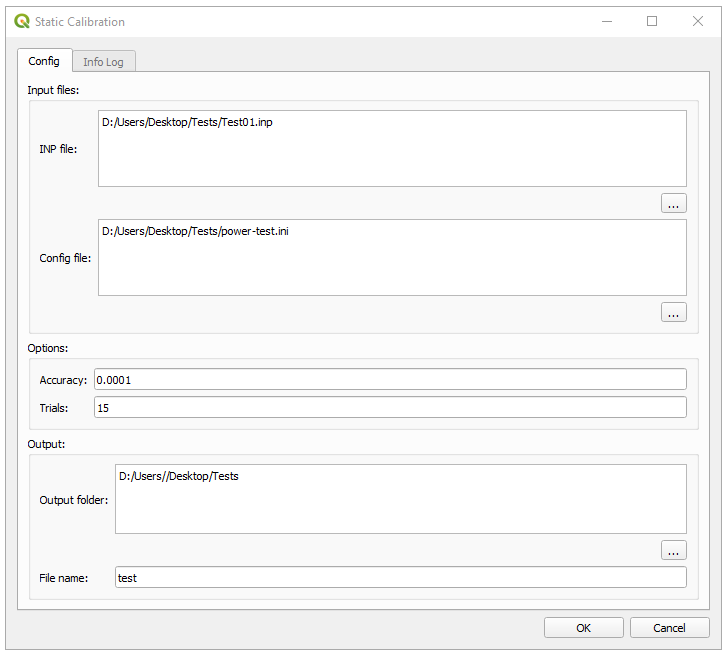 Static Calibration
Config
Info Log
Input files:
INP file:
D:/Users/Desktop/Tests/Test01.inp
...
Config file:
D:/Users/Desktop/Tests/power-test.ini
...
Options:
Accuracy: 0.0001
Trials: 15
Output:
Output folder:
D:/Users//Desktop/Tests
...
File name: test
OK
Cancel